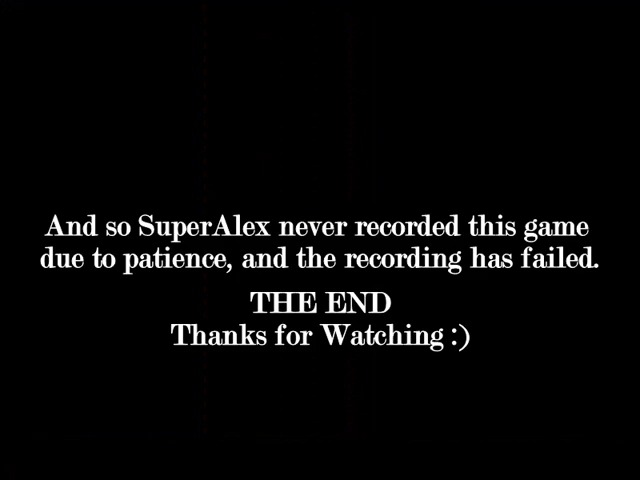 And so SuperAlex never recorded this game
due to patience, and the recording has failed.
THE END
Thanks for Watching :)